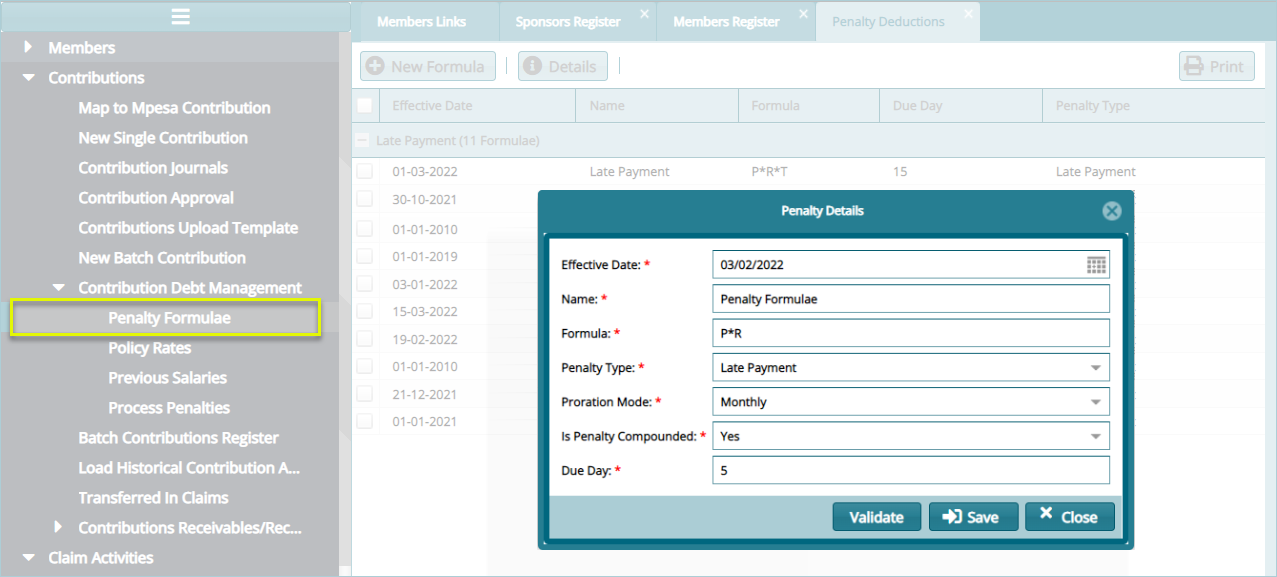 Members Links
Sponsors Register
Members Register
Penalty Deductions
Members
Contributions
Map to Mpesa Contribution
New Single Contribution
Contribution Journals
Contribution Approval
Contributions Upload Template
New Batch Contribution
Contribution Debt Management
Penalty Formulae
Policy Rates
Previous Salaries
Process Penalties
Batch Contributions Register
Load Historical Contribution A...
Transferred In Claims
Contributions Receivables/Rec...
Claim Activities
New Formula
Details
Print
Effective Date Name Formula Due Day Penalty Type
Late Payment (11 Formulae)
01-03-2022 Late Payment P*R*T 15 Late Payment
30-10-2021
01-01-2010
01-01-2019
03-01-2022
15-03-2022
19-02-2022
01-01-2010
21-12-2021
01-01-2021
Penalty Details
Effective Date: * 03/02/2022
Name: * Penalty Formulae
Formula: * P*R
Penalty Type: * Late Payment
Proration Mode: * Monthly
Is Penalty Compounded: * Yes
Due Day: * 5
Validate Save Close